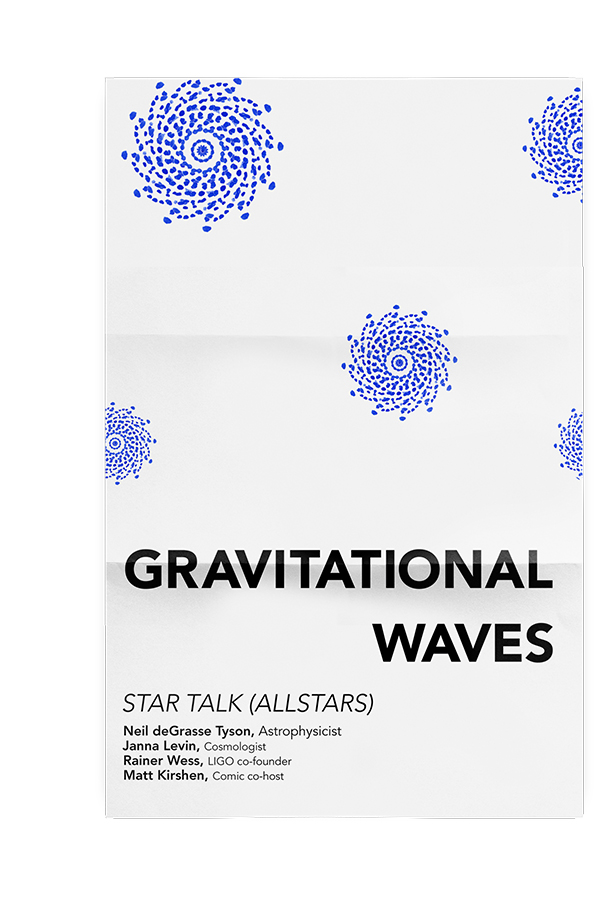 GRAVITATIONAL
WAVES
STAR TALK (ALLSTARS)
Neil deGrasse Tyson, Astrophysicist
Janna Levin, Cosmologist
Rainer Wess, LIGO co-founder
Matt Kirshen, Comic co-host